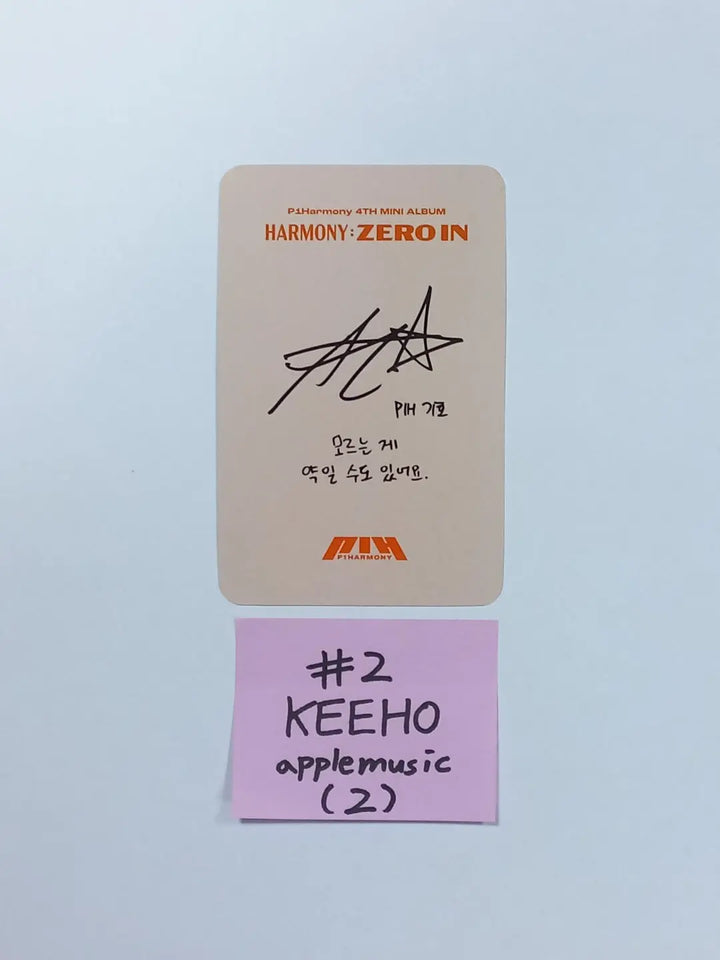 P1Harmony 4TH MINI ALBUM
HARMONY : ZERO IN
P1H 기호
모르는 게
약일 수도 있어요.
P1H
P1HARMONY
#2
KEEHO
applemusic
(2)